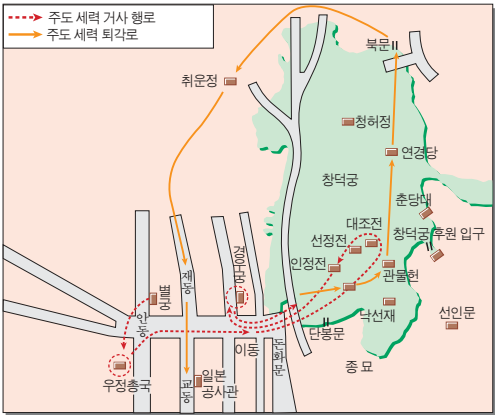 주도 세력 거사 행로
주도 세력 퇴각로
북문
취운정
청허정
연경당
창덕궁
춘당대
대조전
창덕궁 후원 입구
선정전
경우궁
인정전
관물헌
재동
별궁
낙선재
선인문
안동
단봉문
이동
돈화문
종묘
우정총국
교동
일본
공사관